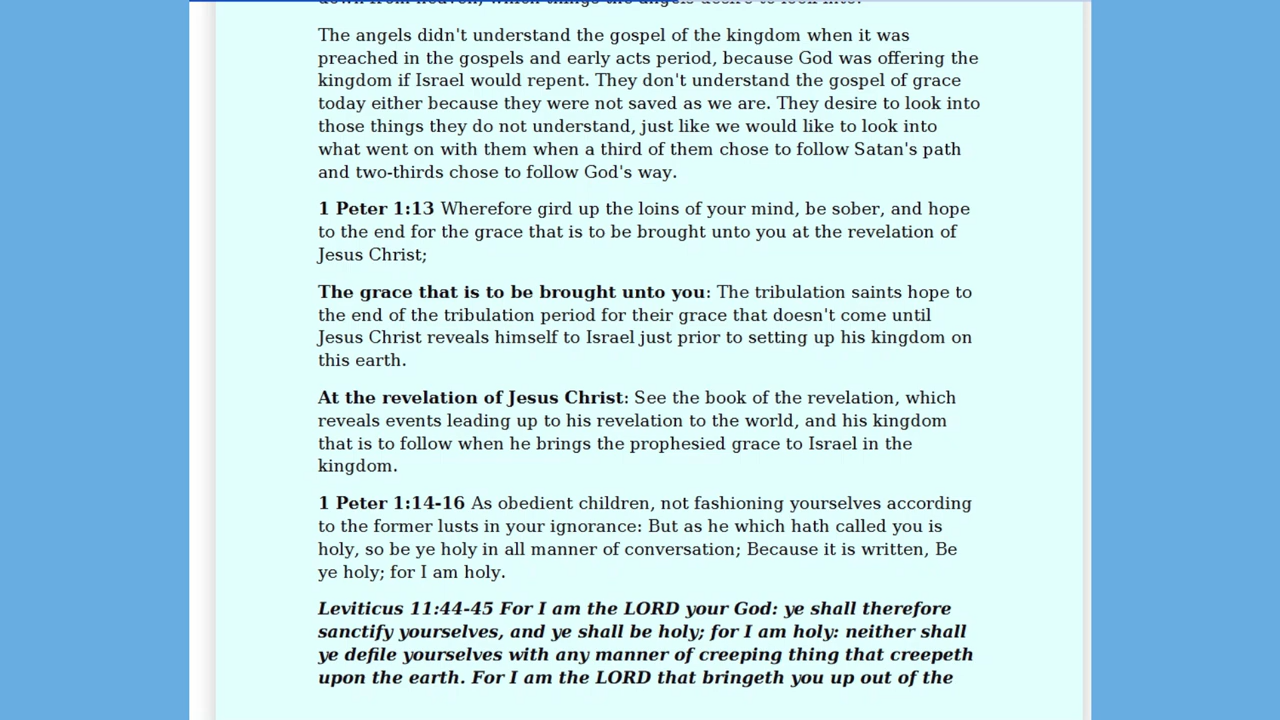 down from heaven; which things the angels desire to look into.
The angels didn't understand the gospel of the kingdom when it was
preached in the gospels and early acts period, because God was offering the
kingdom if Israel would repent. They don't understand the gospel of grace
today either because they were not saved as we are. They desire to look into
those things they do not understand, just like we would like to look into
what went on with them when a third of them chose to follow Satan's path
and two-thirds chose to follow God's way.
1 Peter 1:13 Wherefore gird up the loins of your mind, be sober, and hope
to the end for the grace that is to be brought unto you at the revelation of
Jesus Christ;
The grace that is to be brought unto you: The tribulation saints hope to
the end of the tribulation period for their grace that doesn't come until
Jesus Christ reveals himself to Israel just prior to setting up his kingdom on
this earth.
At the revelation of Jesus Christ: See the book of the revelation, which
reveals events leading up to his revelation to the world, and his kingdom
that is to follow when he brings the prophesied grace to Israel in the
kingdom.
1 Peter 1:14-16 As obedient children, not fashioning yourselves according
to the former lusts in your ignorance: But as he which hath called you is
holy, so be ye holy in all manner of conversation; Because it is written, Be
ye holy; for I am holy.
Leviticus 11:44-45 For I am the LORD your God: ye shall therefore
sanctify yourselves, and ye shall be holy; for I am holy: neither shall
ye defile yourselves with any manner of creeping thing that creepeth
upon the earth. For I am the LORD that bringeth you up out of the